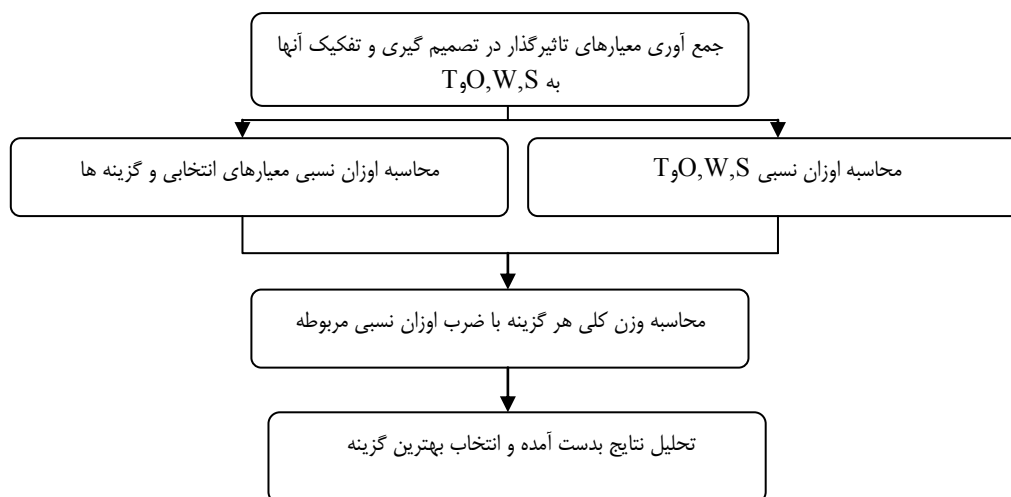 جمع آوری معیارهای تاثیرگذار در تصمیم گیری و تفکیک آنها
به O,W,S وT
محاسبه اوزان نسبی O,W,S وT
محاسبه اوزان نسبی معیارهای انتخابی و گزینه ها
محاسبه وزن کلی هر گزینه با ضرب اوزان نسبی مربوطه
تحلیل نتایج بدست آمده و انتخاب بهترین گزینه